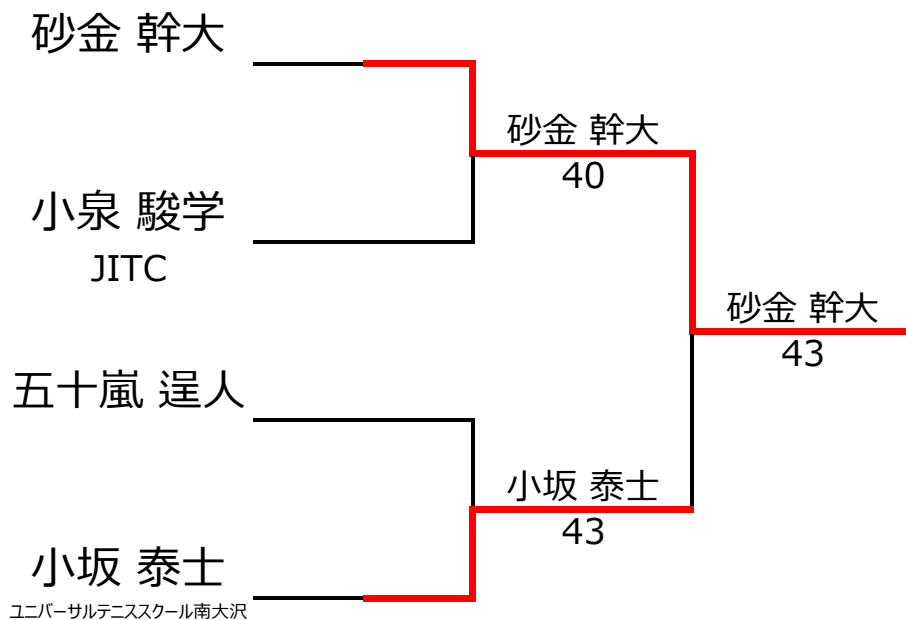 砂金 幹大
砂金 幹大
40
小泉 駿学
JITC
砂金 幹大
43
五十嵐 逞人
小坂 泰士
43
小坂 泰士
ユニバーサルテニススクール南大沢